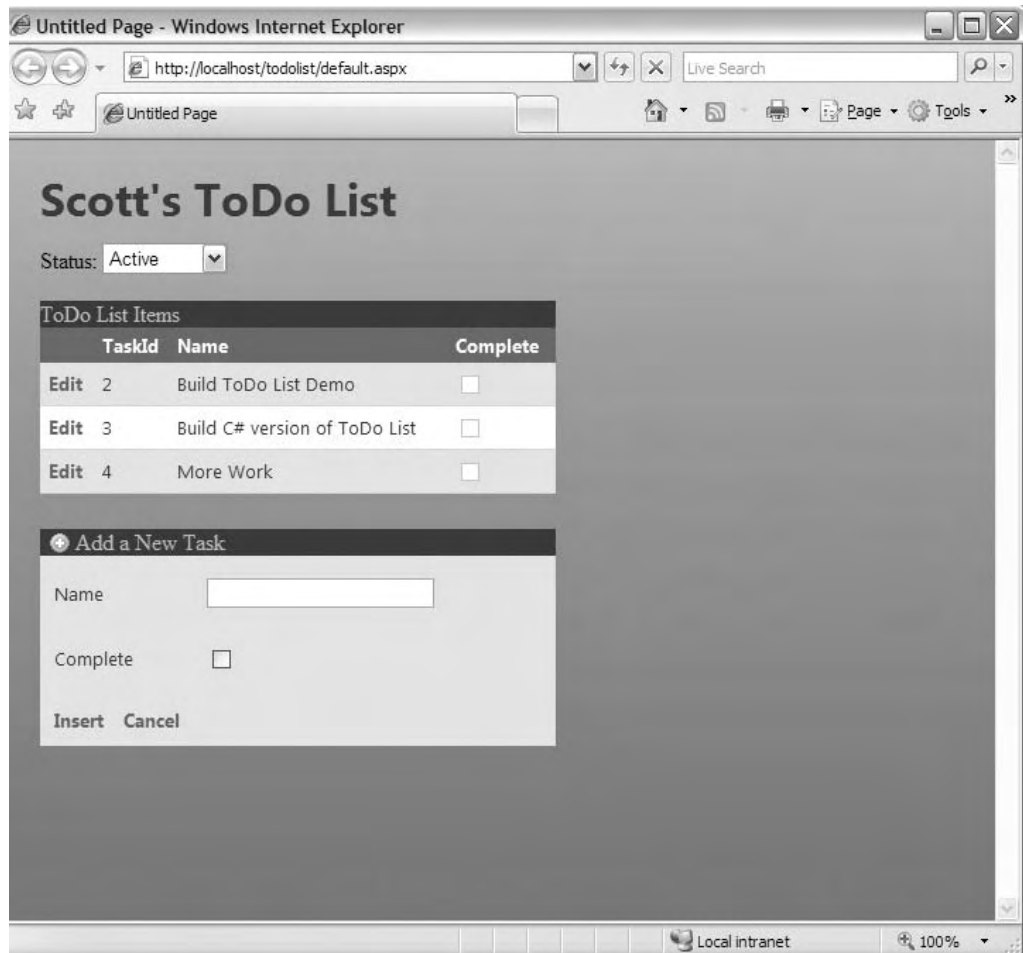 Untitled Page - Windows Internet Explorer
http://localhost/todolist/default.aspx
Live Search
Untitled Page
Page
Tools
»
Scott's ToDo List
Status: Active
ToDo List Items
TaskId Name Complete
Edit 2 Build ToDo List Demo
Edit 3 Build C# version of ToDo List
Edit 4 More Work
Add a New Task
Name
Complete
Insert Cancel
Local intranet
100%